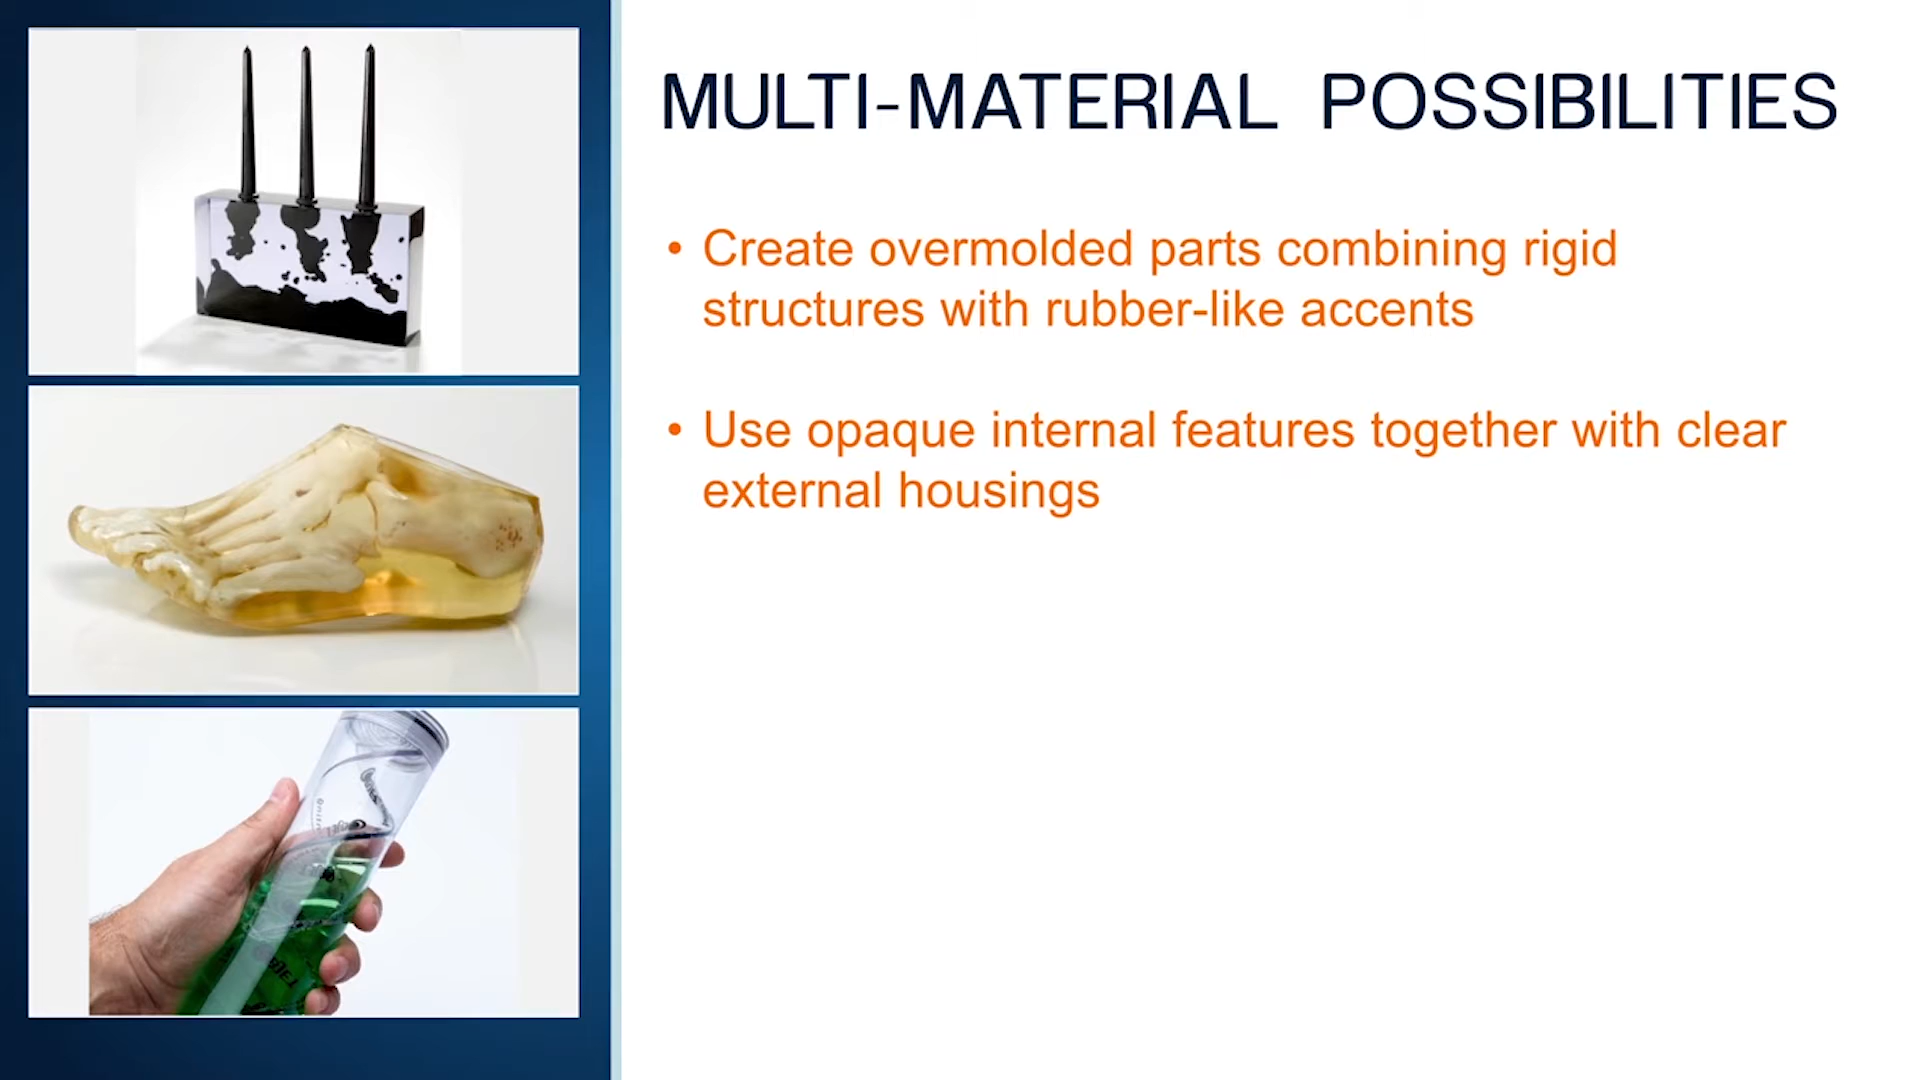 MULTI-MATERIAL POSSIBILITIES
• Create overmolded parts combining rigid
structures with rubber-like accents
• Use opaque internal features together with clear
external housings